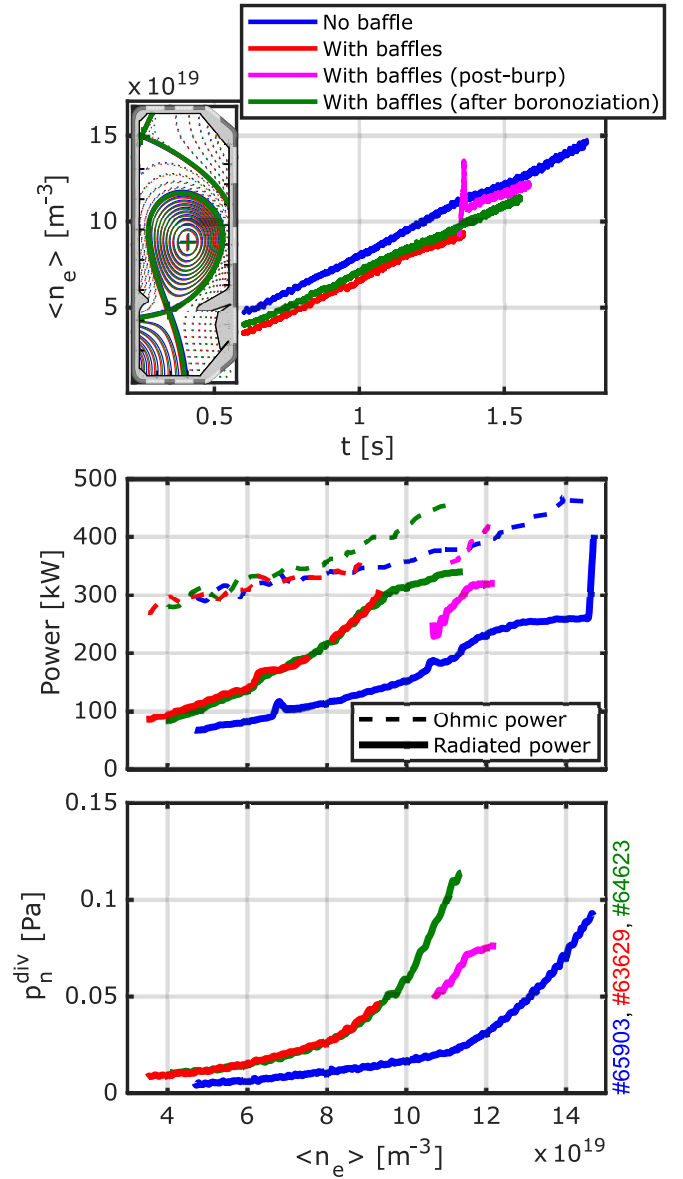 No baffle
With baffles
With baffles (post-burp)
With baffles (after boronoziation)
× 10^19
15
10
5
<n_e> [m^-3]
0.5 1 1.5
t [s]
500
400
300
200
100
0
Power [kW]
Ohmic power
Radiated power
0.15
0.1
0.05
0
p_n^div [Pa]
4 6 8 10 12 14
<n_e> [m^-3]
× 10^19
#65903, #63629, #64623